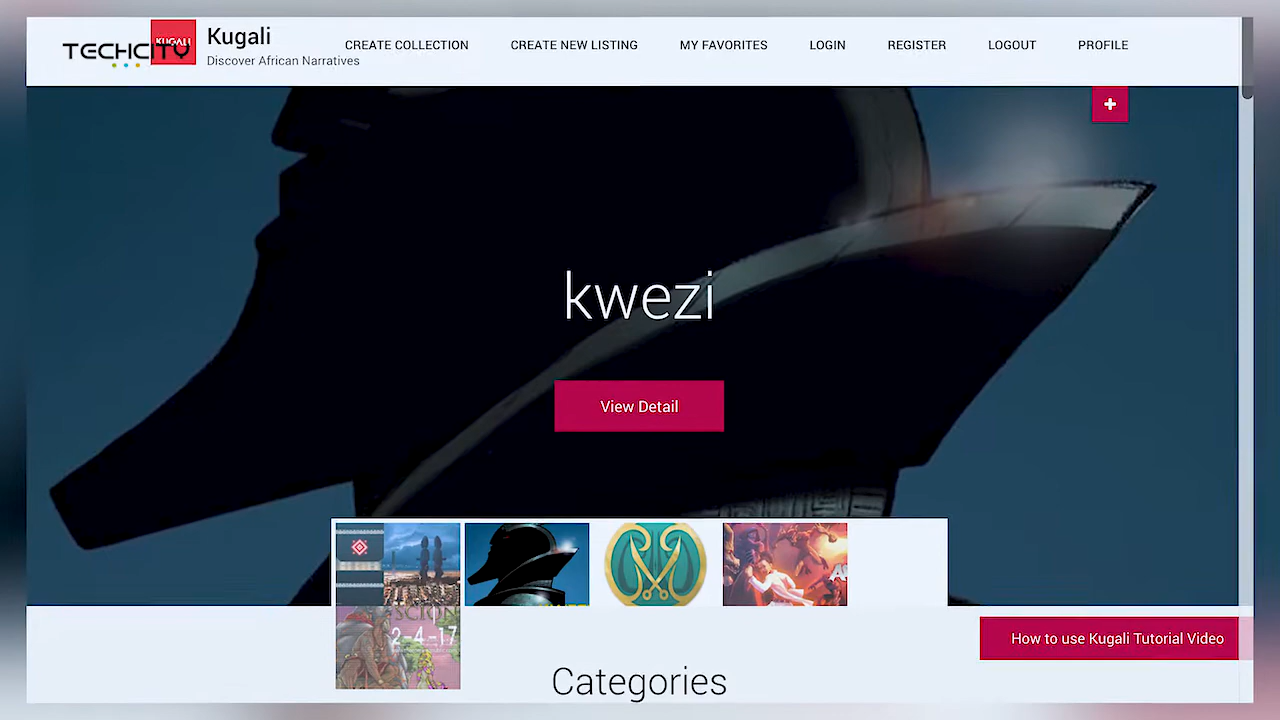 TECHCITY
KUGALI
Kugali
Discover African Narratives
CREATE COLLECTION
CREATE NEW LISTING
MY FAVORITES
LOGIN
REGISTER
LOGOUT
PROFILE
kwezi
View Detail
SCION
2-4-17
How to use Kugali Tutorial Video
Categories